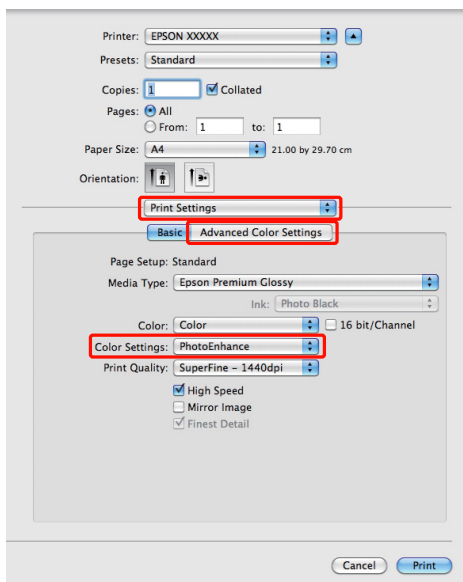 Printer: EPSON XXXXX
Presets: Standard
Copies: 1 Collated
Pages: All
From: 1 to: 1
Paper Size: A4 21.00 by 29.70 cm
Orientation:
Print Settings
Basic Advanced Color Settings
Page Setup: Standard
Media Type: Epson Premium Glossy
Ink: Photo Black
Color: Color 16 bit/Channel
Color Settings: PhotoEnhance
Print Quality: SuperFine – 1440dpi
High Speed
Mirror Image
Finest Detail
Cancel Print